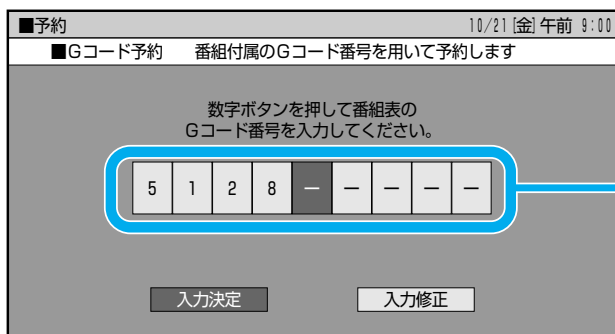 ■予約 10/21[金]午前 9:00
■Gコード予約 番組付属のGコード番号を用いて予約します
数字ボタンを押して番組表の
Gコード番号を入力してください。
5 1 2 8 － － － － －
入力決定 入力修正